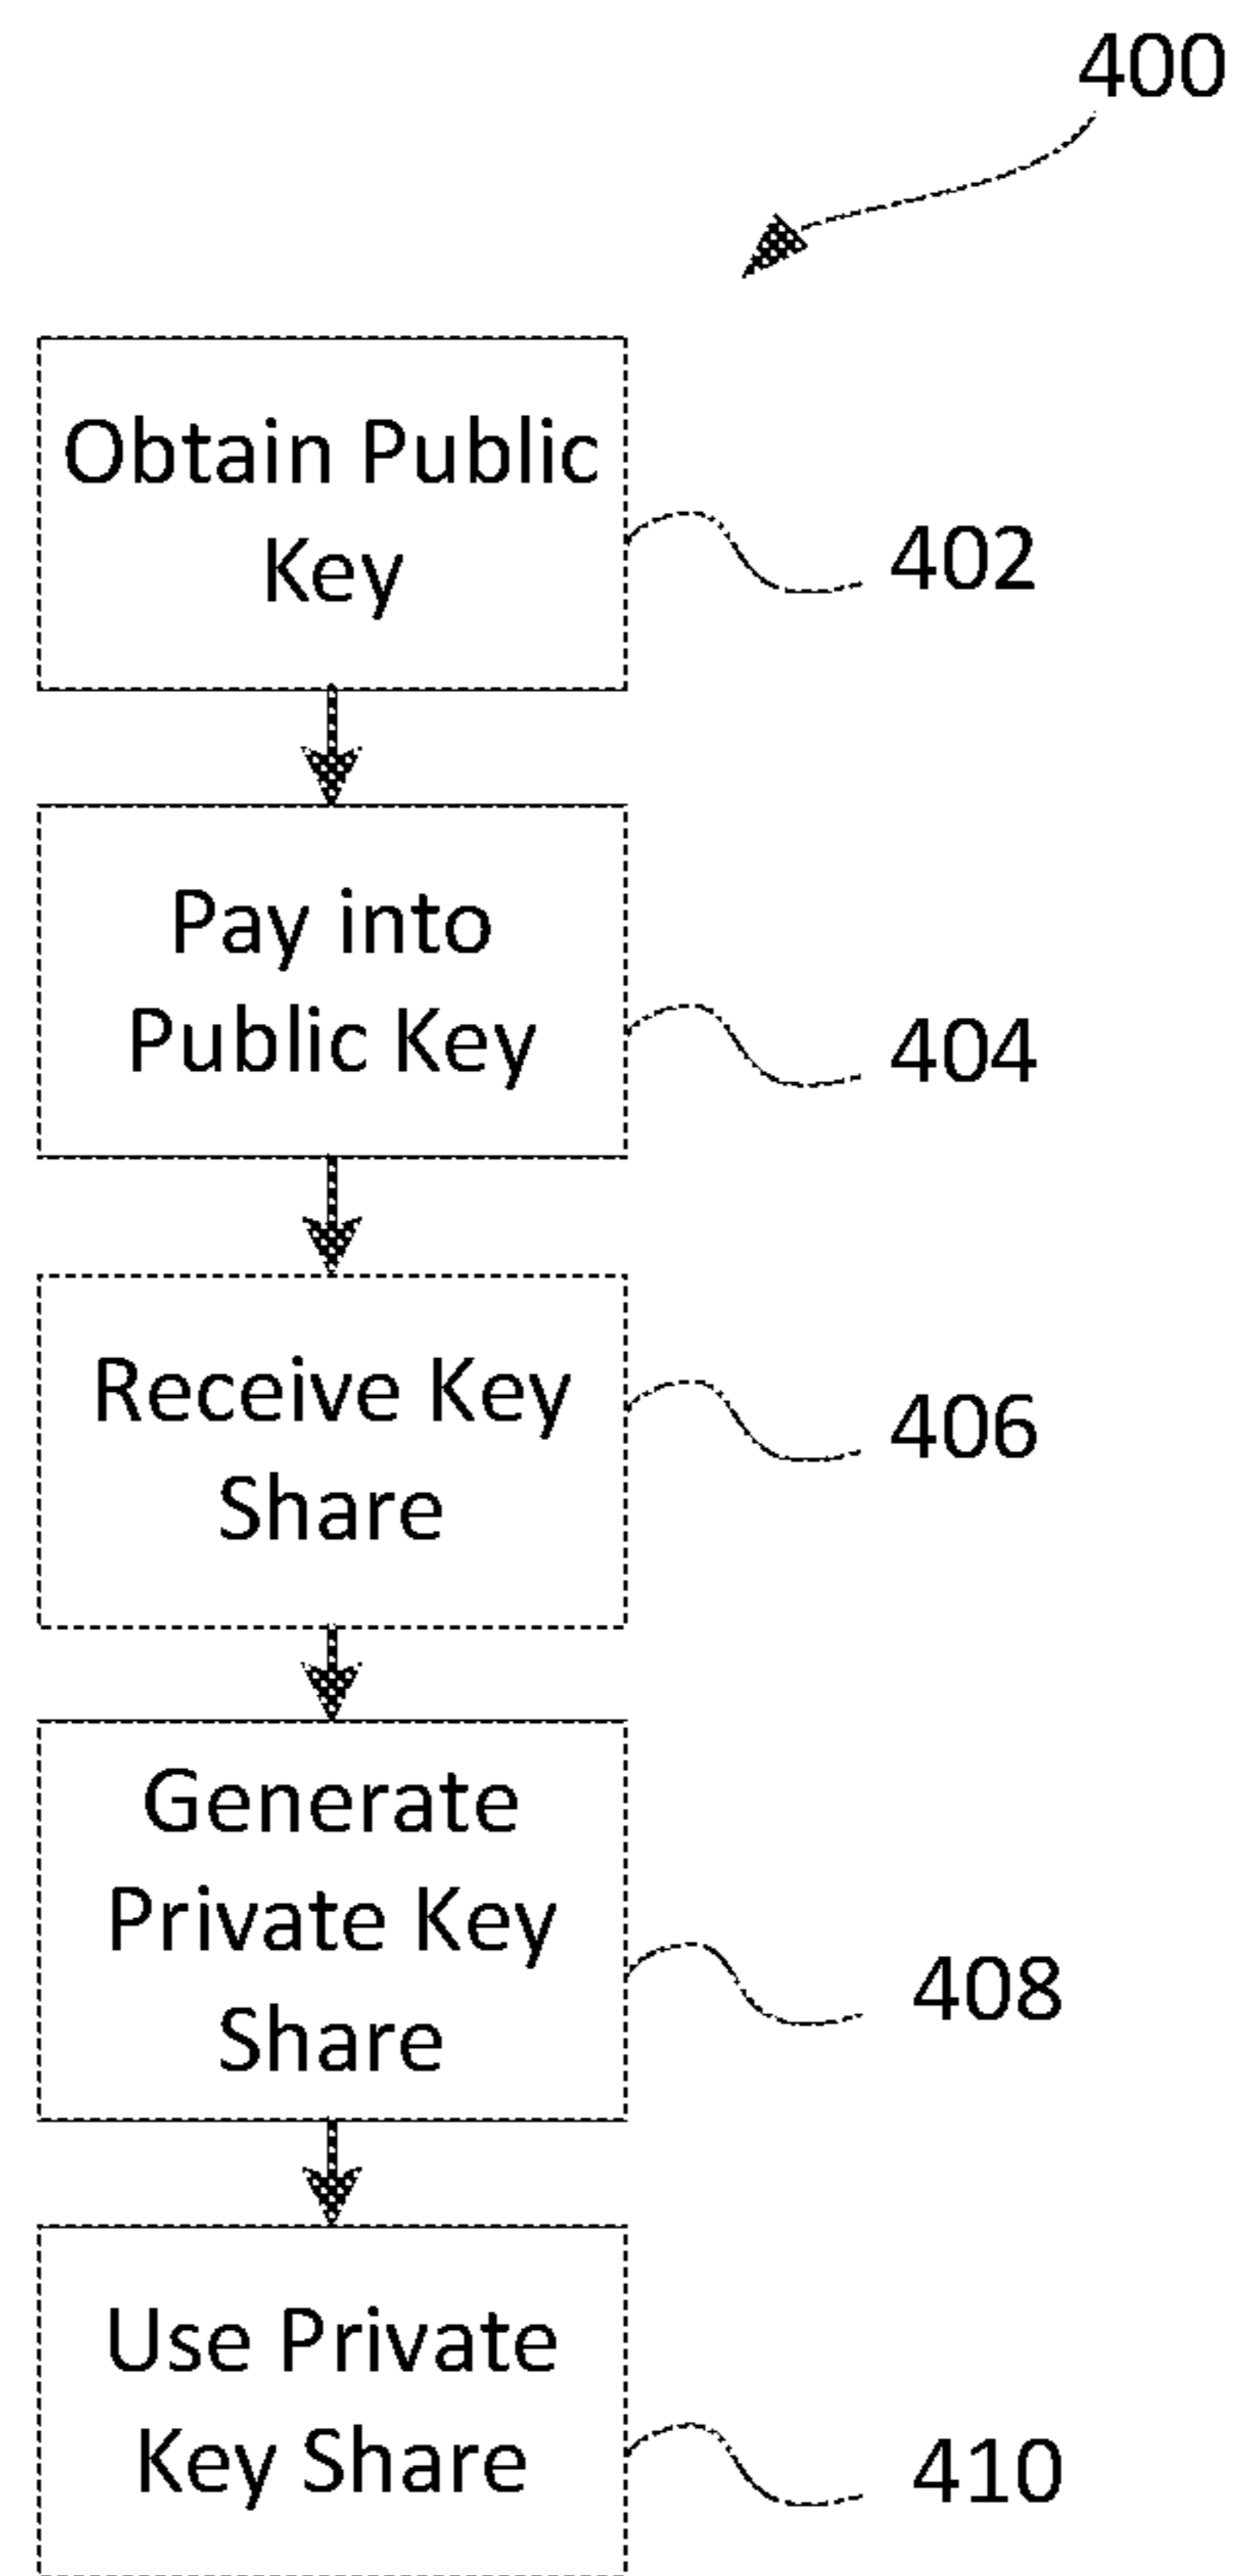 400
Obtain Public
Key
402
Pay into
Public Key
404
Receive Key
Share
406
Generate
Private Key
Share
408
Use Private
Key Share
410